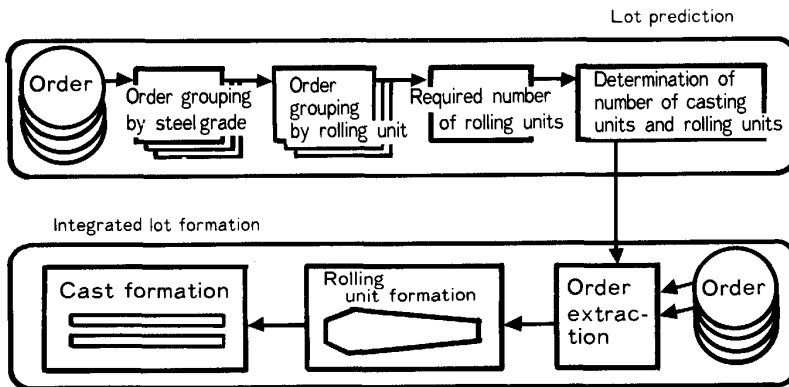 Lot prediction
Order
Order grouping
by steel grade
Order
grouping
by rolling unit
Required number
of rolling units
Determination of
number of casting
units and rolling units
Integrated lot formation
Cast formation
Rolling
unit formation
Order
extrac-
tion
Order